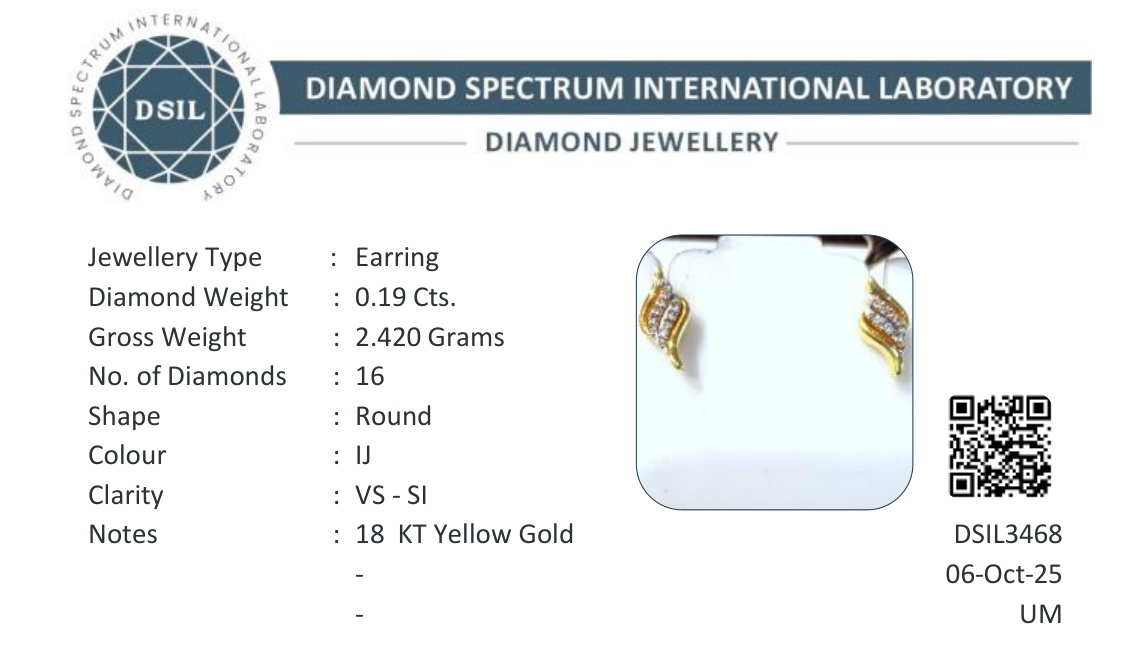 DIAMOND SPECTRUM INTERNATIONAL LABORATORY
DSIL
DIAMOND SPECTRUM INTERNATIONAL LABORATORY
DIAMOND JEWELLERY
Jewellery Type : Earring
Diamond Weight : 0.19 Cts.
Gross Weight : 2.420 Grams
No. of Diamonds : 16
Shape : Round
Colour : IJ
Clarity : VS - SI
Notes : 18 KT Yellow Gold
-
-
DSIL3468
06-Oct-25
UM